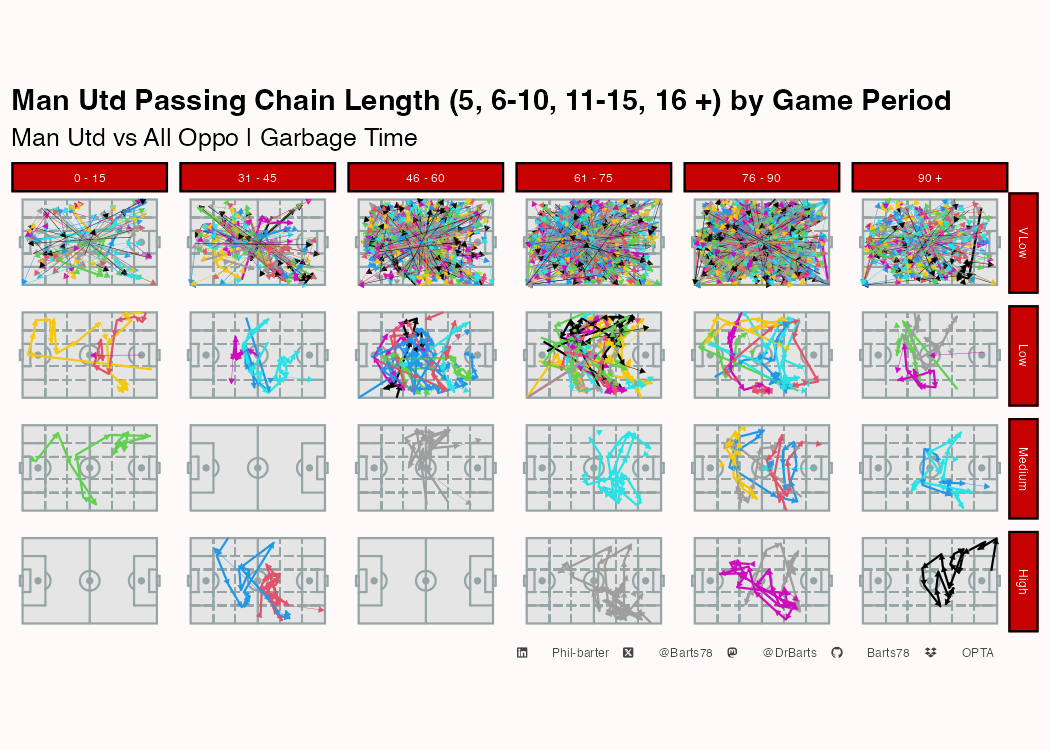 Man Utd Passing Chain Length (5, 6-10, 11-15, 16 +) by Game Period
Man Utd vs All Oppo | Garbage Time
0 - 15 31 - 45 46 - 60 61 - 75 76 - 90 90 +
VLow
Low
Medium
High
Phil-barter @Barts78 @DrBarts Barts78 OPTA